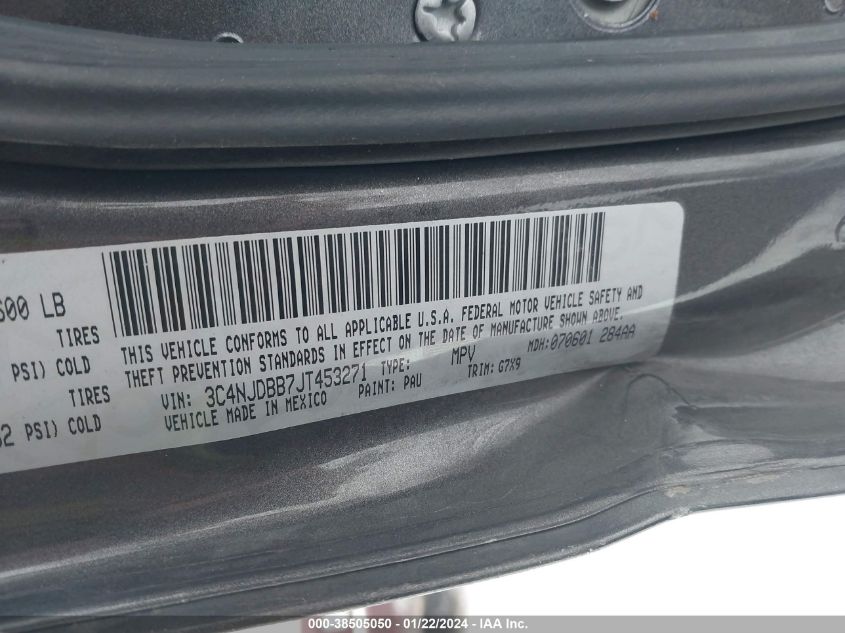 600 LB
TIRES
PSI) COLD
TIRES
PSI) COLD
THIS VEHICLE CONFORMS TO ALL APPLICABLE U.S.A. FEDERAL MOTOR VEHICLE SAFETY AND
THEFT PREVENTION STANDARDS IN EFFECT ON THE DATE OF MANUFACTURE SHOWN ABOVE.
VIN: 3C4NJDBB7JT453271 TYPE: MPV MDH:070601 284AA
VEHICLE MADE IN MEXICO PAINT: PAU TRIM: G7X9
000-38505050 - 01/22/2024 - IAA Inc.